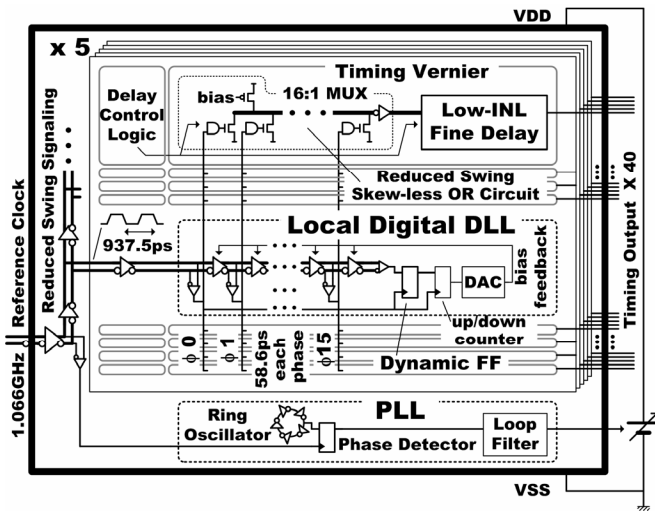 VDD
x 5
Timing Vernier
Delay
Control
Logic
bias
16:1 MUX
Low-INL
Fine Delay
Reduced Swing
Skew-less OR Circuit
Reduced Swing Signaling
937.5ps
Local Digital DLL
DAC
bias
feedback
up/down
counter
Dynamic FF
ϕ 0
ϕ 1
58.6ps
each
phase
ϕ15
Timing Output X 40
1.066GHz Reference Clock
PLL
Ring
Oscillator
Phase Detector
Loop
Filter
VSS